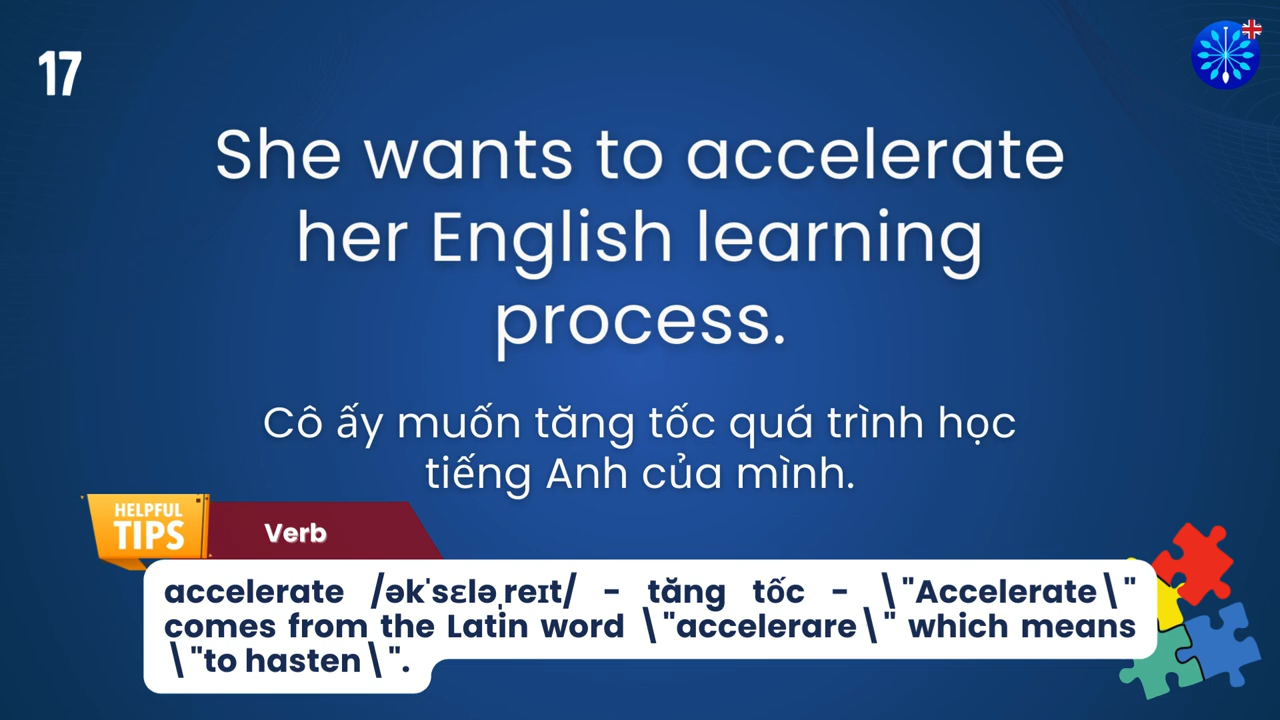 17
She wants to accelerate
her English learning
process.
Cô ấy muốn tăng tốc quá trình học
tiếng Anh của mình.
HELPFUL
TIPS
Verb
accelerate /əkˈsɛləˌreɪt/ - tăng tốc - \"Accelerate\"
comes from the Latin word \"accelerare\" which means
\"to hasten\".